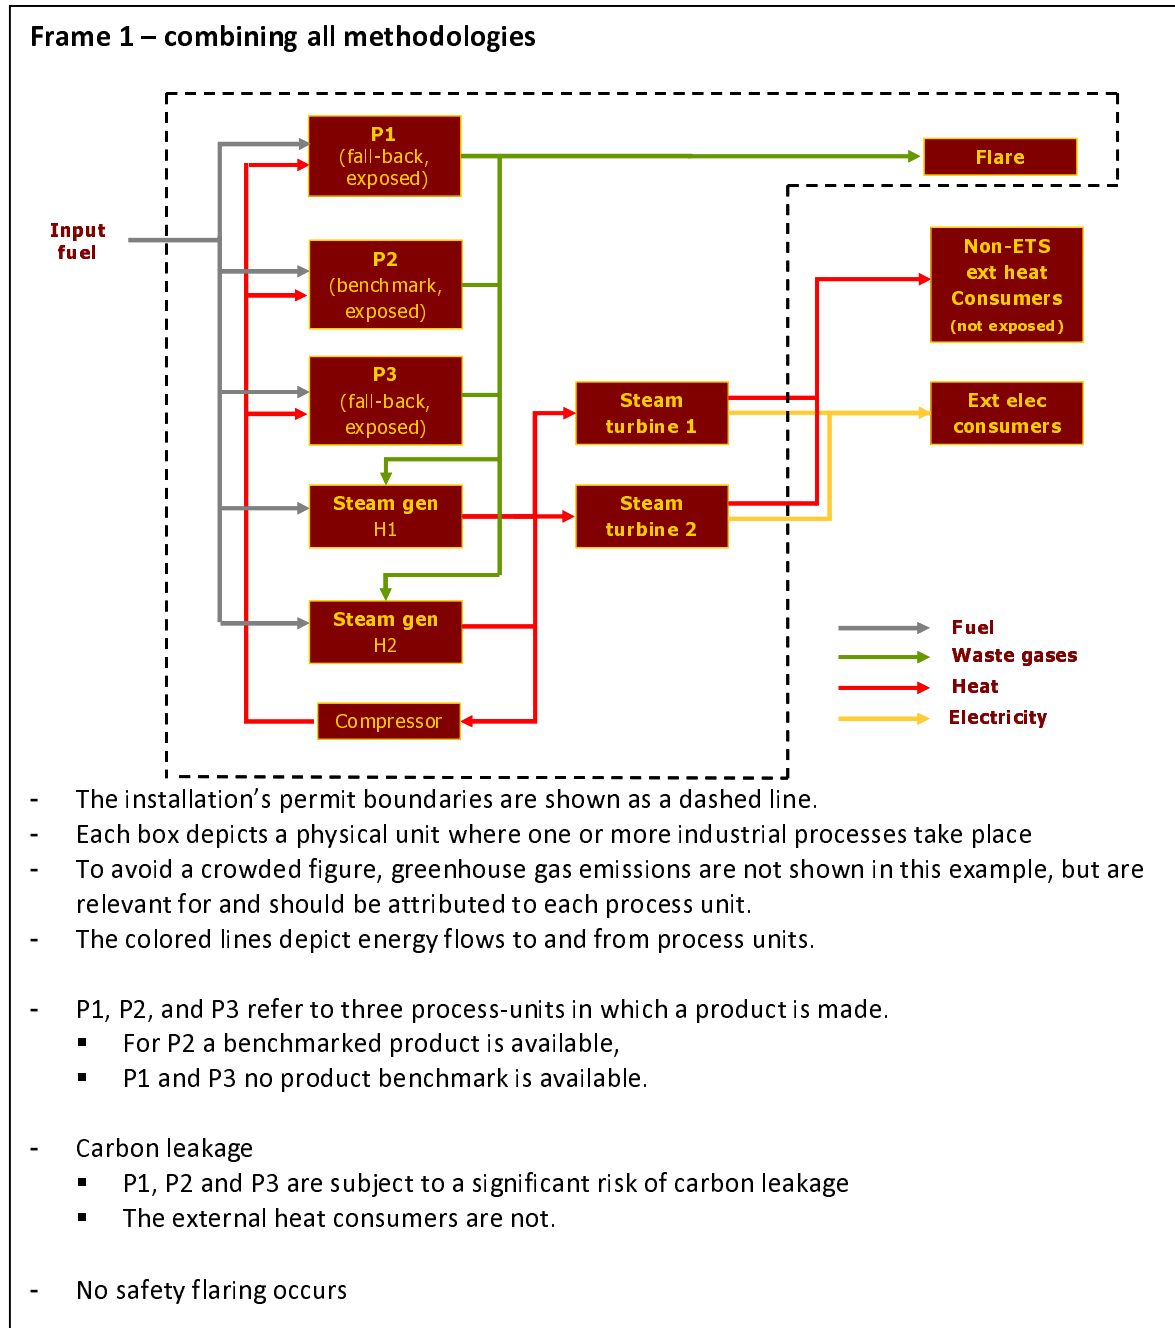 Frame 1 – combining all methodologies
P1
(fall-back,
exposed)
Flare
Input
fuel
P2
(benchmark,
exposed)
Non-ETS
ext heat
Consumers
(not exposed)
P3
(fall-back,
exposed)
Steam
turbine 1
Ext elec
consumers
Steam gen
H1
Steam
turbine 2
Steam gen
H2
Compressor
Fuel
Waste gases
Heat
Electricity
- The installation’s permit boundaries are shown as a dashed line.
- Each box depicts a physical unit where one or more industrial processes take place
- To avoid a crowded figure, greenhouse gas emissions are not shown in this example, but are
relevant for and should be attributed to each process unit.
- The colored lines depict energy flows to and from process units.
- P1, P2, and P3 refer to three process-units in which a product is made.
▪ For P2 a benchmarked product is available,
▪ P1 and P3 no product benchmark is available.
- Carbon leakage
▪ P1, P2 and P3 are subject to a significant risk of carbon leakage
▪ The external heat consumers are not.
- No safety flaring occurs